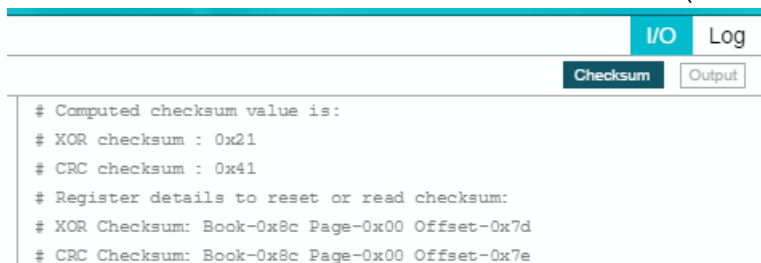 I/O Log
Checksum Output
# Computed checksum value is:
# XOR checksum : 0x21
# CRC checksum : 0x41
# Register details to reset or read checksum:
# XOR Checksum: Book-0x8c Page-0x00 Offset-0x7d
# CRC Checksum: Book-0x8c Page-0x00 Offset-0x7e